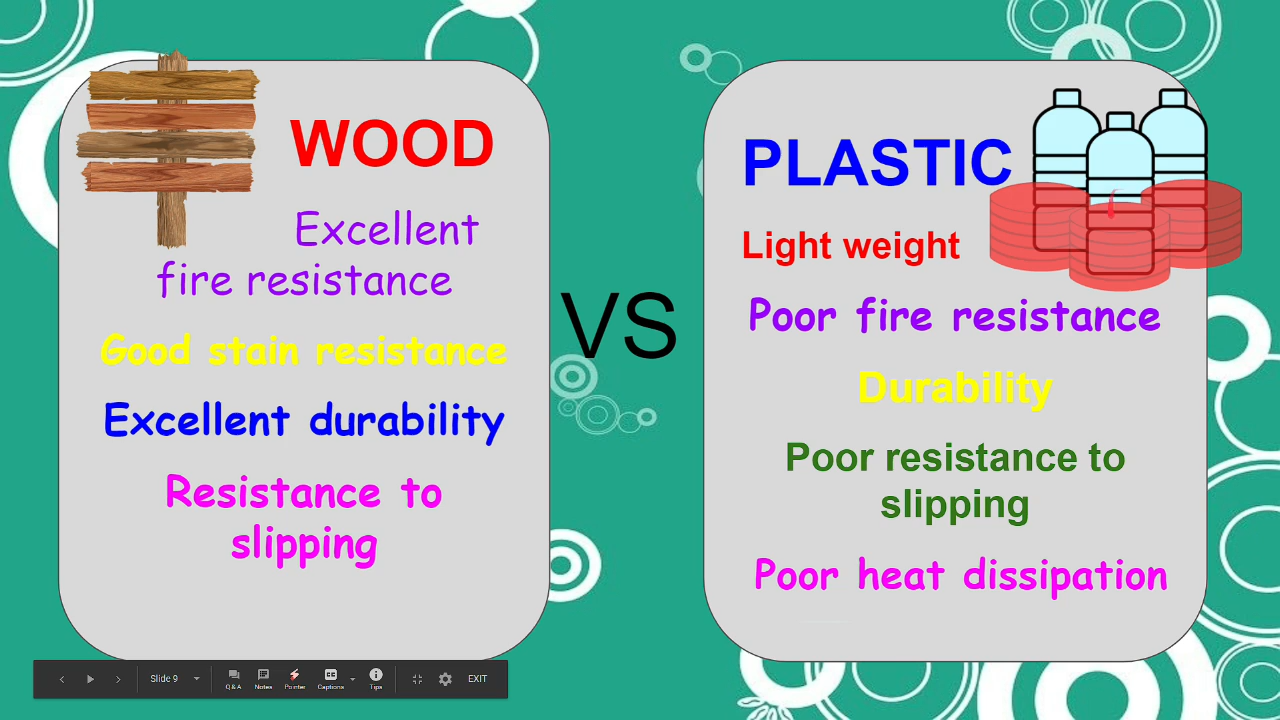 WOOD
Excellent
fire resistance
Good stain resistance
Excellent durability
Resistance to
slipping
VS
PLASTIC
Light weight
Poor fire resistance
Durability
Poor resistance to
slipping
Poor heat dissipation
Slide 9
Q & A
Notes
Pointer
Captions
Tips
EXIT